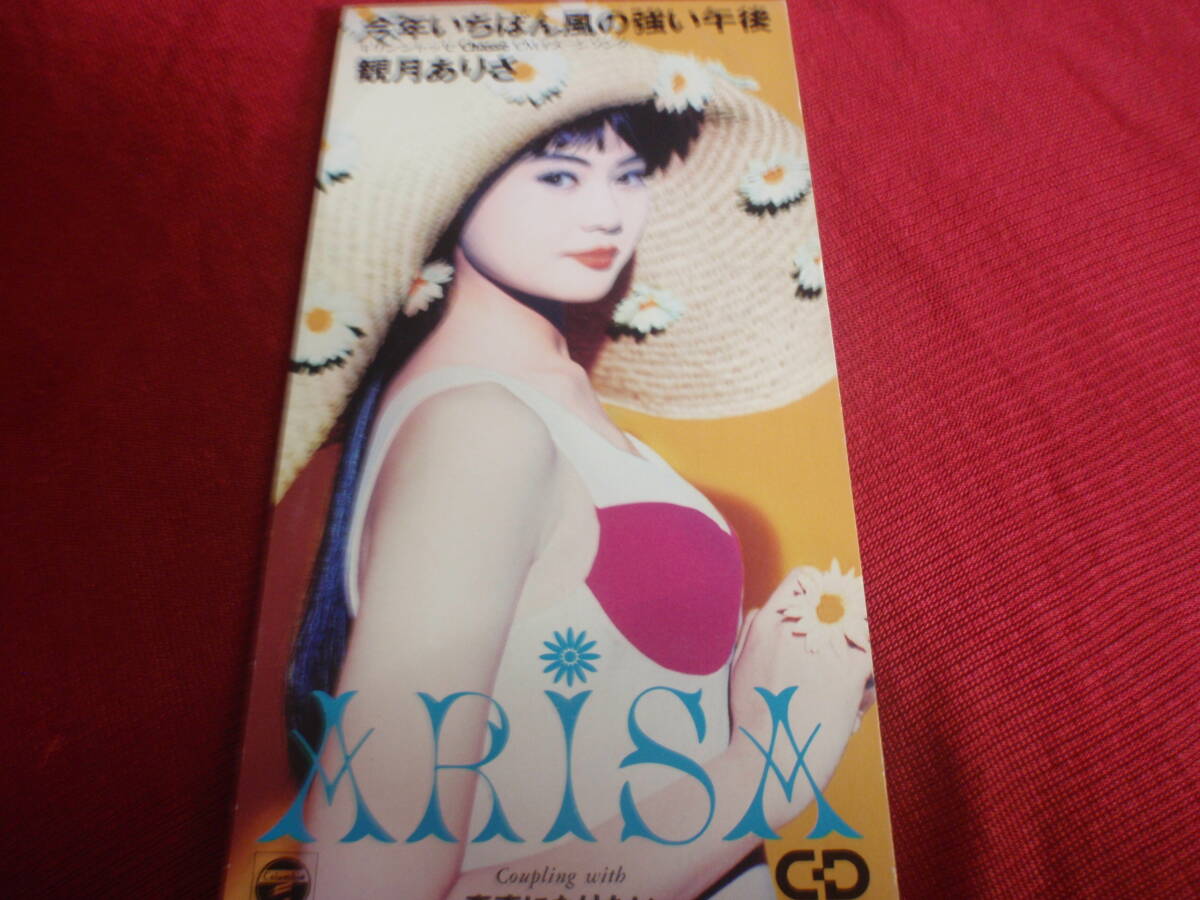 今年いちばん風の強い午後
観月ありさ
ARiSA
Columbia
Coupling with
CD